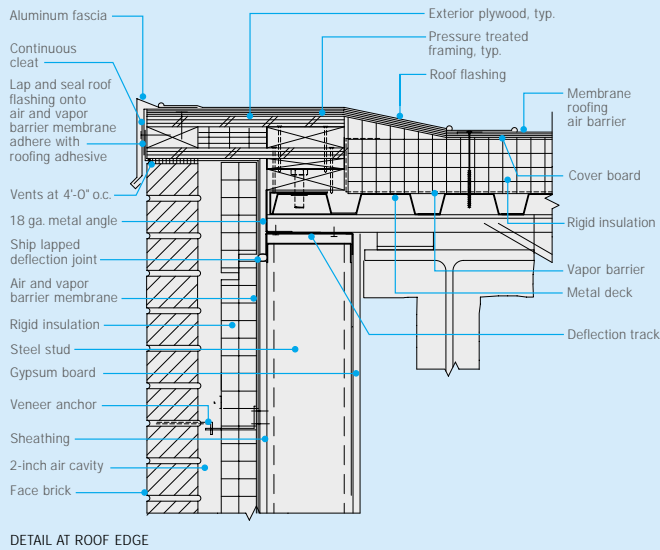 Aluminum fascia
Continuous
cleat
Lap and seal roof
flashing onto
air and vapor
barrier membrane
adhere with
roofing adhesive
Vents at 4'-0" o.c.
18 ga. metal angle
Ship lapped
deflection joint
Air and vapor
barrier membrane
Rigid insulation
Steel stud
Gypsum board
Veneer anchor
Sheathing
2-inch air cavity
Face brick
Exterior plywood, typ.
Pressure treated
framing, typ.
Roof flashing
Membrane
roofing
air barrier
Cover board
Rigid insulation
Vapor barrier
Metal deck
Deflection track
DETAIL AT ROOF EDGE